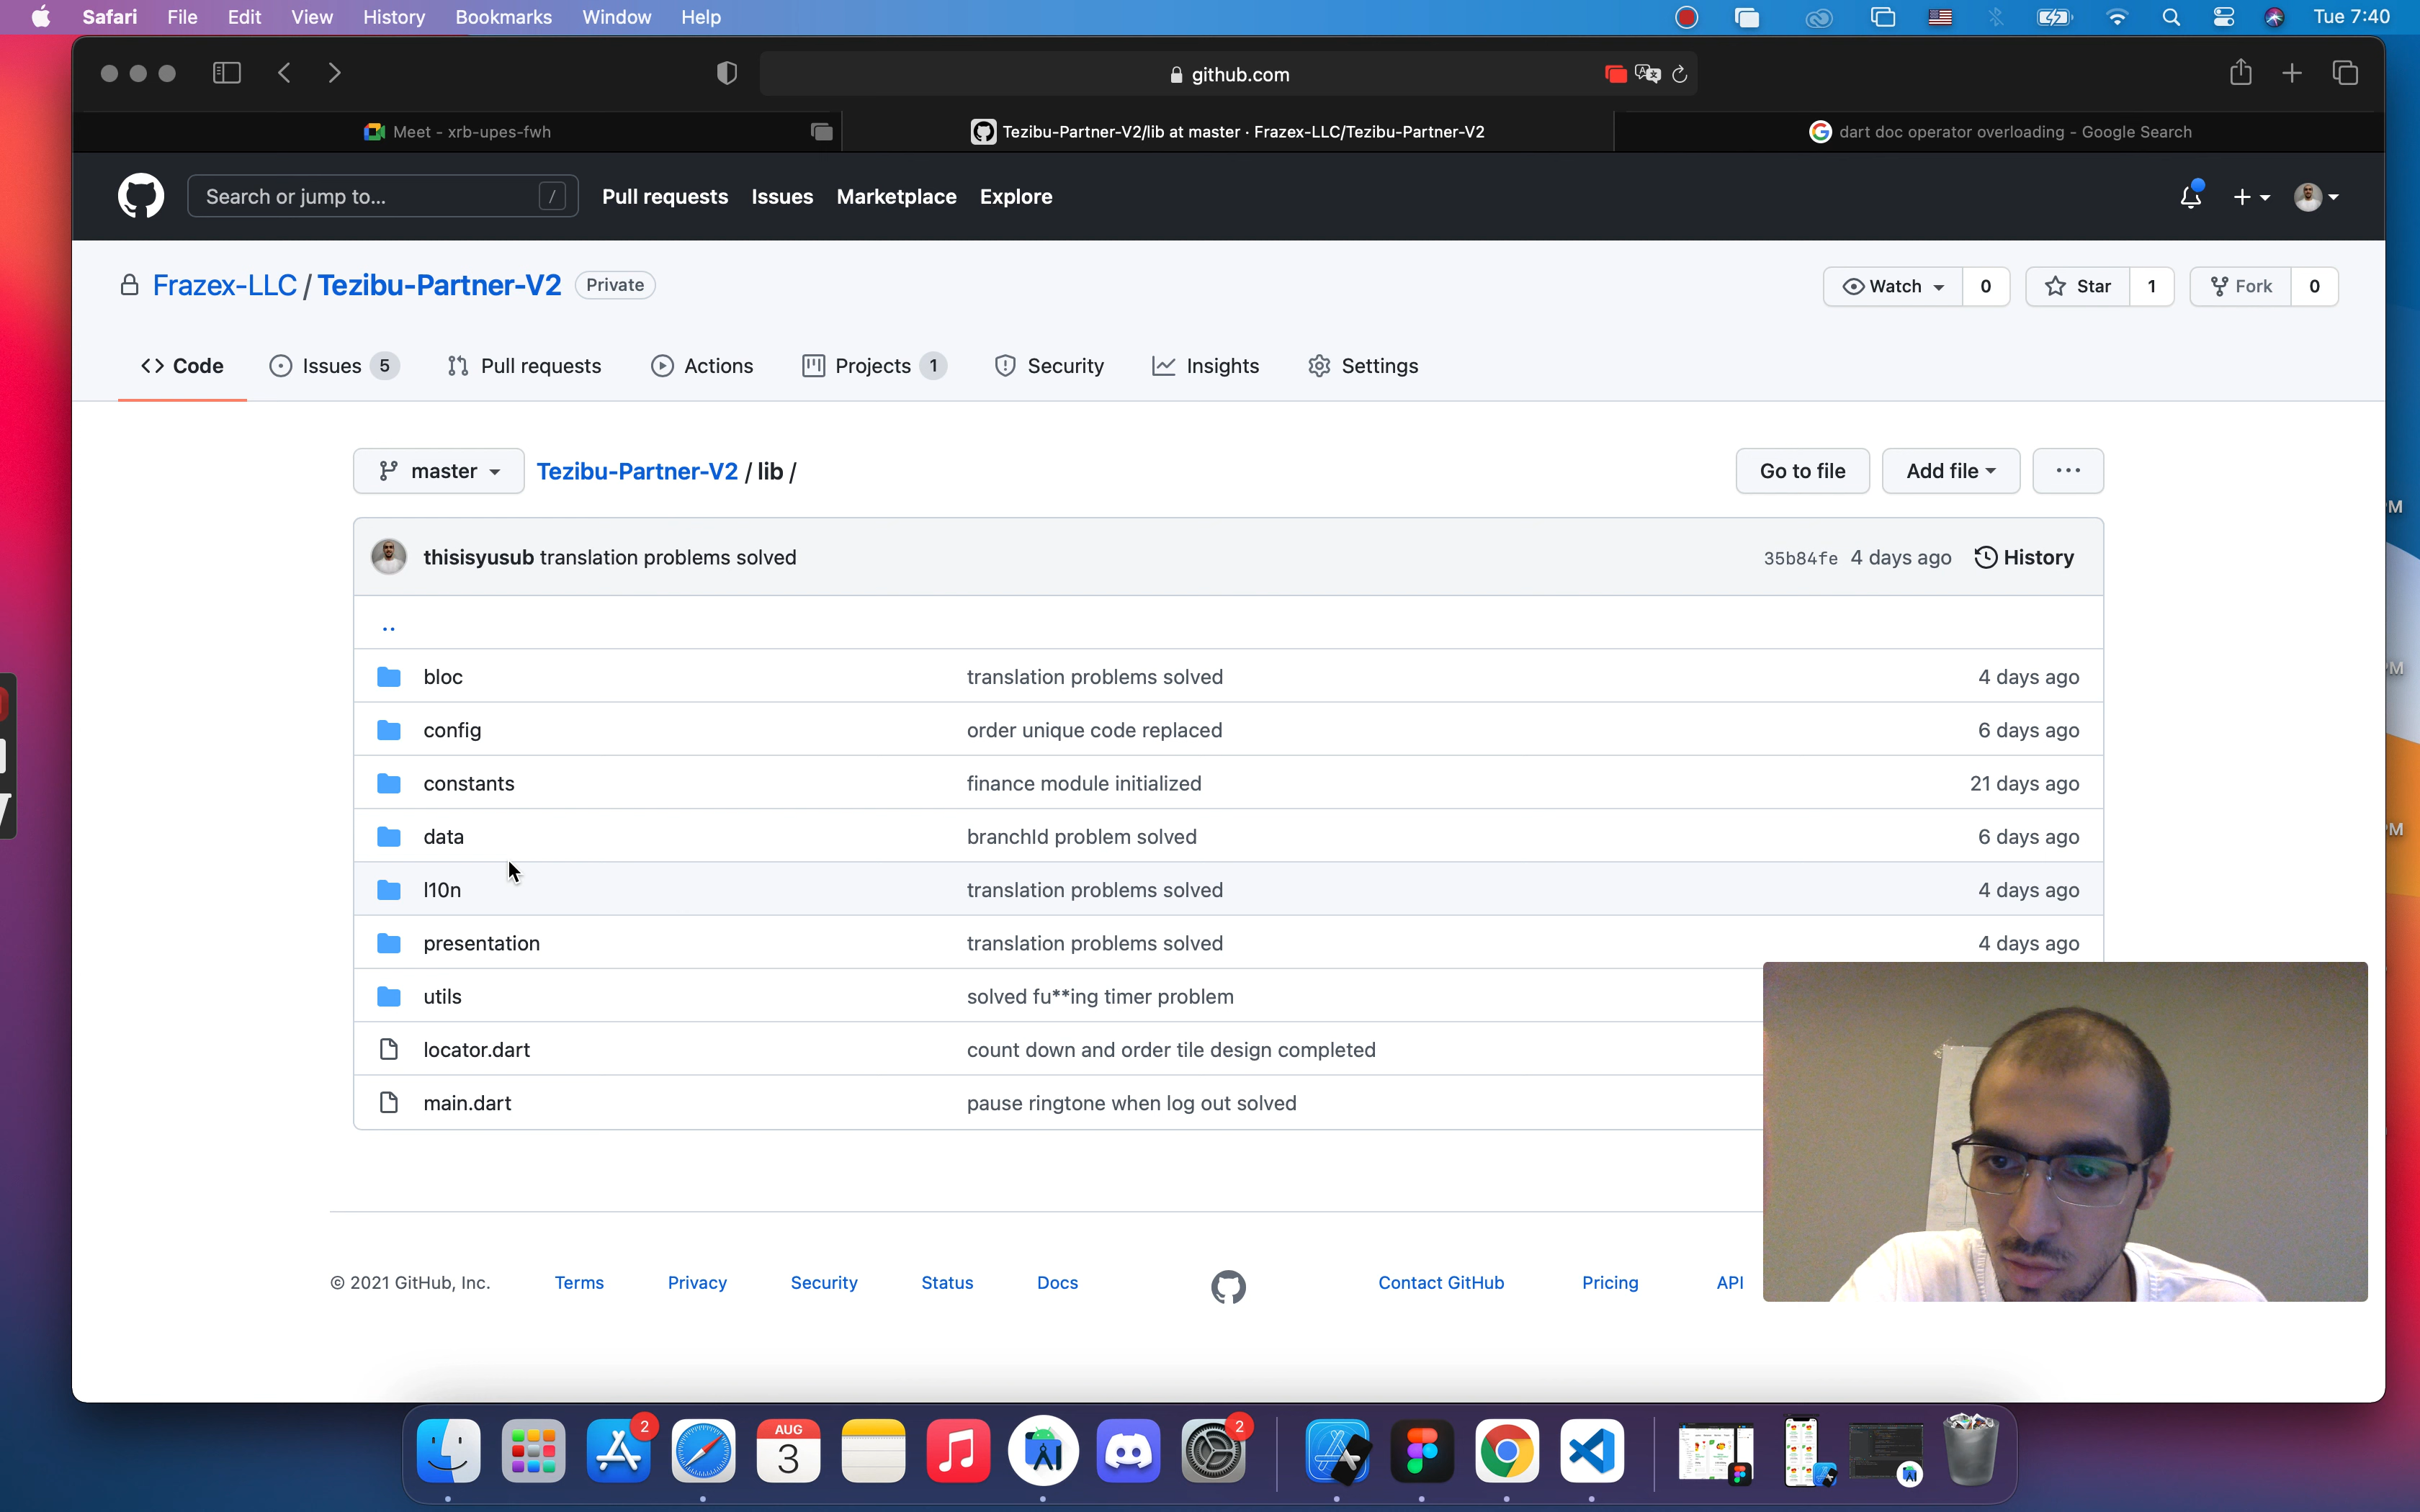 Safari File Edit View History Bookmarks Window Help Tue 7:40
github.com
Meet - xrb-upes-fwh Tezibu-Partner-V2/lib at master · Frazex-LLC/Tezibu-Partner-V2 dart doc operator overloading - Google Search
Search or jump to... / Pull requests Issues Marketplace Explore
Frazex-LLC / Tezibu-Partner-V2 Private Watch 0 Star 1 Fork 0
Code Issues 5 Pull requests Actions Projects 1 Security Insights Settings
master Tezibu-Partner-V2 / lib / Go to file Add file ...
thisisyusub translation problems solved 35b84fe 4 days ago History
..
bloc translation problems solved 4 days ago
config order unique code replaced 6 days ago
constants finance module initialized 21 days ago
data branchId problem solved 6 days ago
l10n translation problems solved 4 days ago
presentation translation problems solved 4 days ago
utils solved fu**ing timer problem
locator.dart count down and order tile design completed
main.dart pause ringtone when log out solved
© 2021 GitHub, Inc. Terms Privacy Security Status Docs Contact GitHub Pricing API
PM
PM
PM
2 AUG 3 2